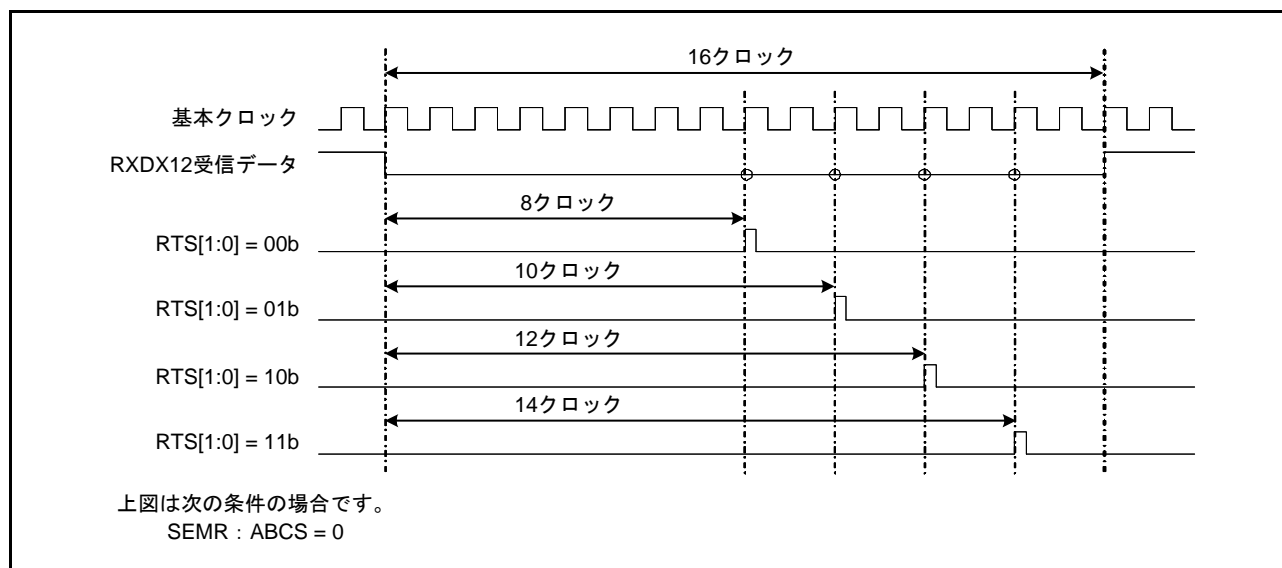 16クロック
基本クロック
RXDX12受信データ
8クロック
RTS[1:0] = 00b
10クロック
RTS[1:0] = 01b
12クロック
RTS[1:0] = 10b
14クロック
RTS[1:0] = 11b
上図は次の条件の場合です。
SEMR：ABCS = 0